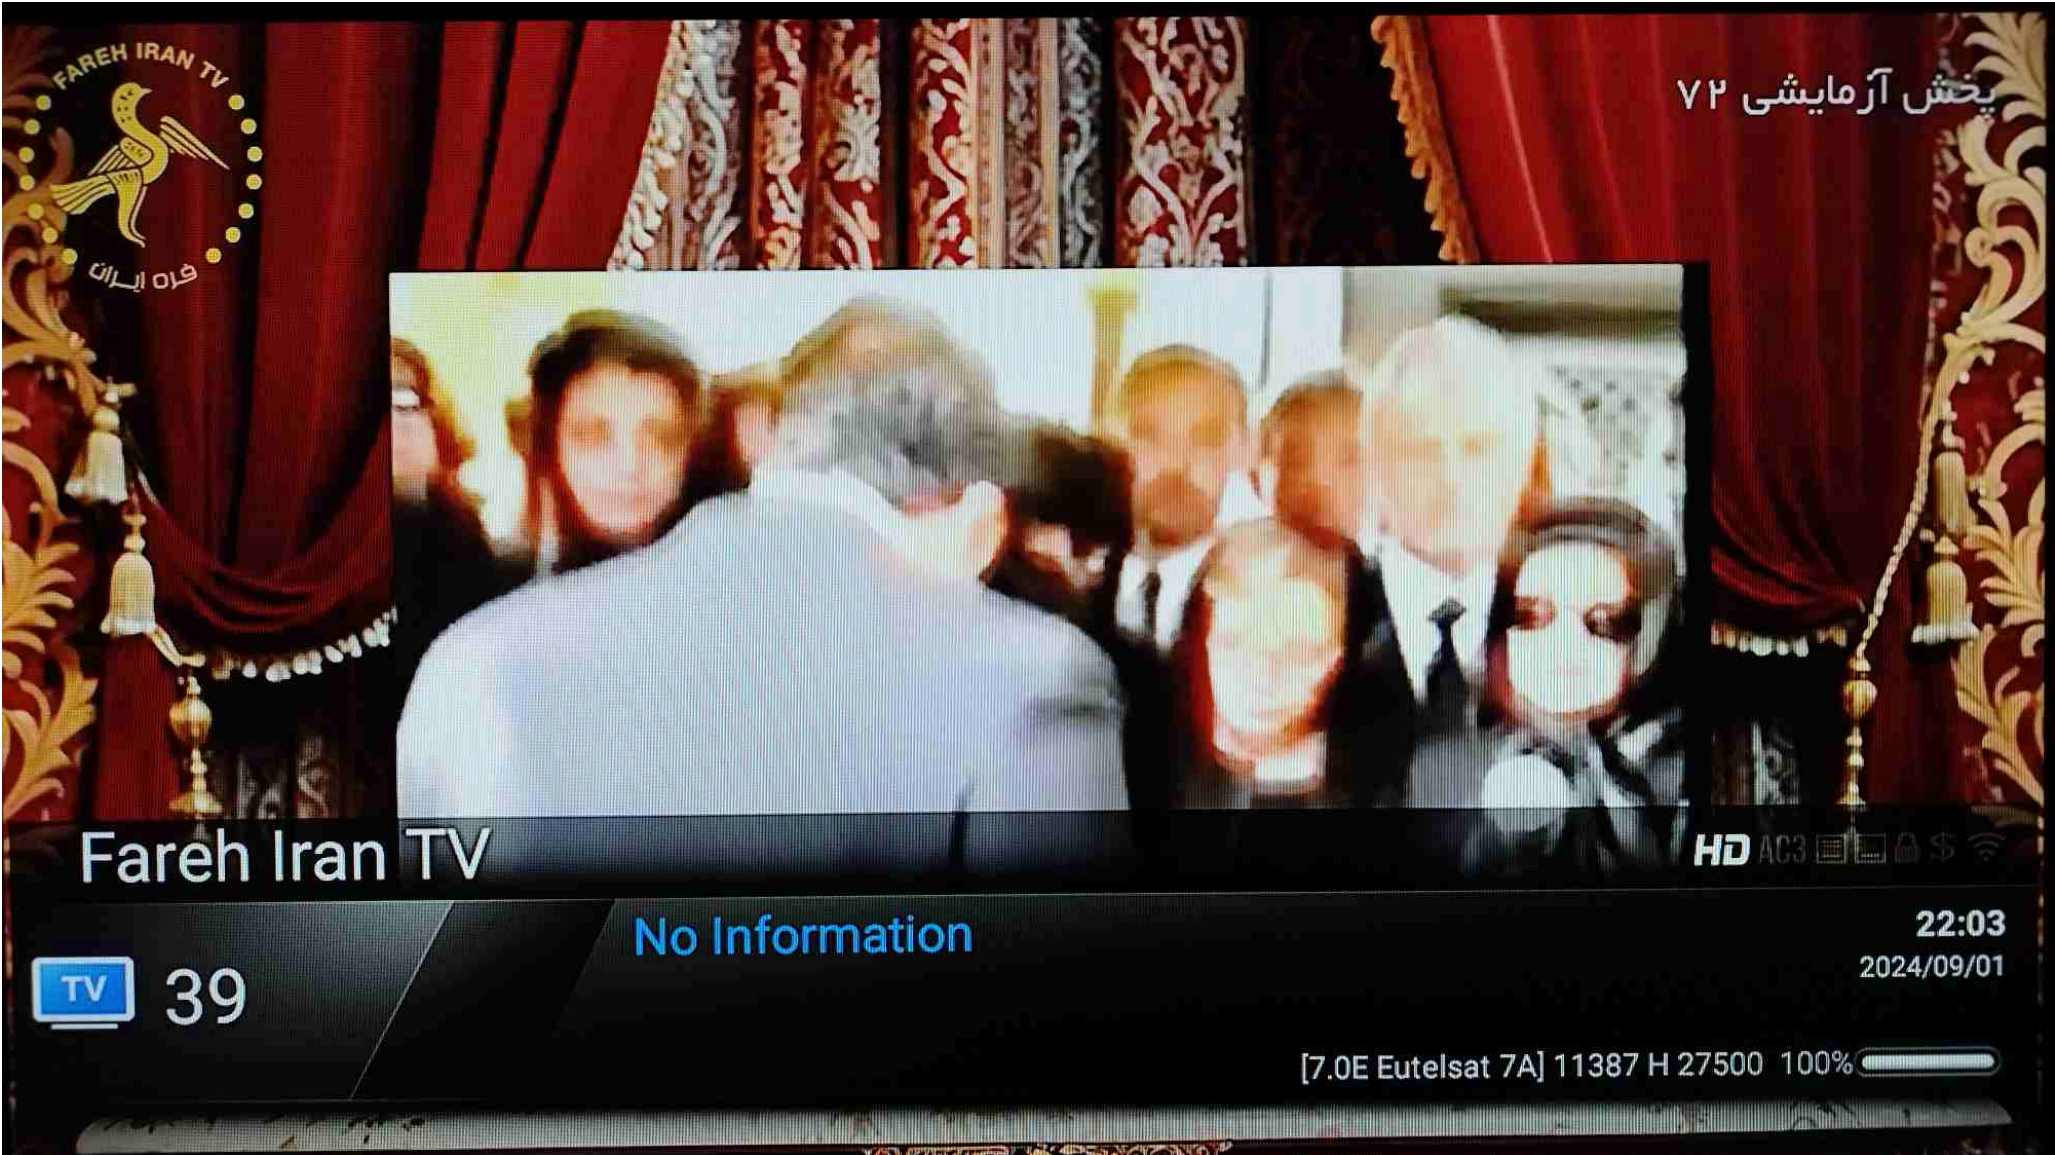 FAREH IRAN TV
فره ایران
پخش آزمایشی ۷۲
Fareh Iran TV
HD AC3 $
39
TV
No Information
22:03
2024/09/01
[7.0E Eutelsat 7A] 11387 H 27500 100%